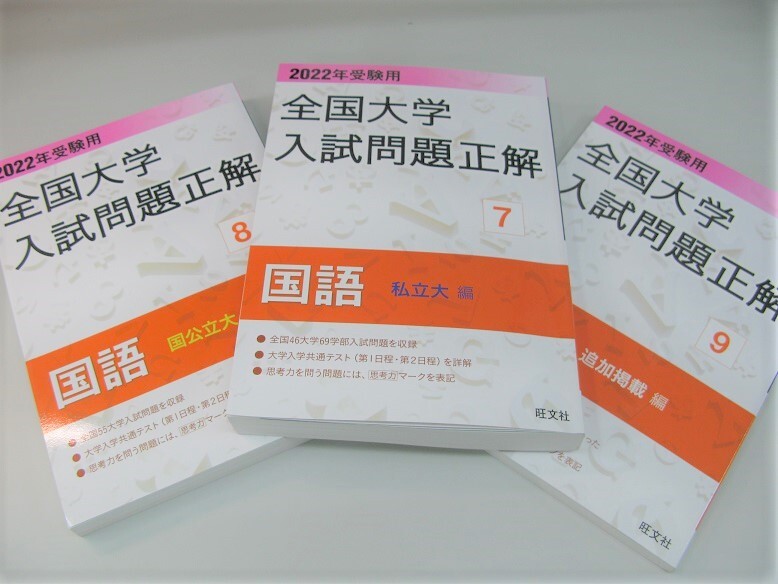 2022年受験用
全国大学
入試問題正解
8
国語 国公立大
全国55大学入試問題を収録
大学入学共通テスト(第1日程・第2日程
思考力を問う問題には、思考力マーク
2022年受験用
全国大学
入試問題正解
7
国語 私立大 編
● 全国46大学69学部入試問題を収録
● 大学入学共通テスト(第1日程・第2日程)を詳解
● 思考力を問う問題には、思考力マークを表記
旺文社
2022年受験用
全国大学
入試問題正解
9
追加掲載 編
った
を表記
旺文社